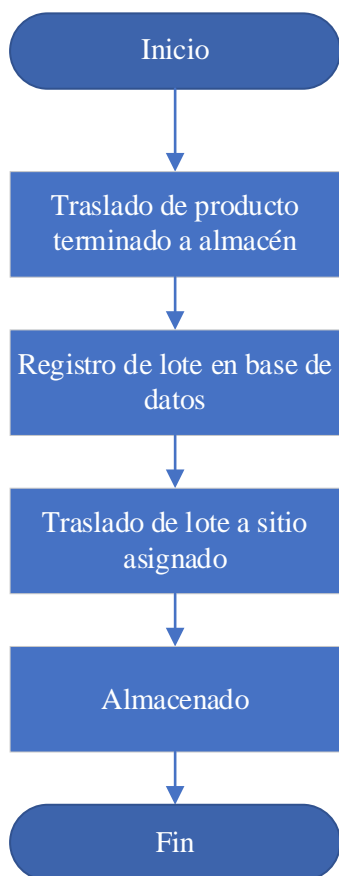 Inicio
Traslado de producto
terminado a almacén
Registro de lote en base de
datos
Traslado de lote a sitio
asignado
Almacenado
Fin